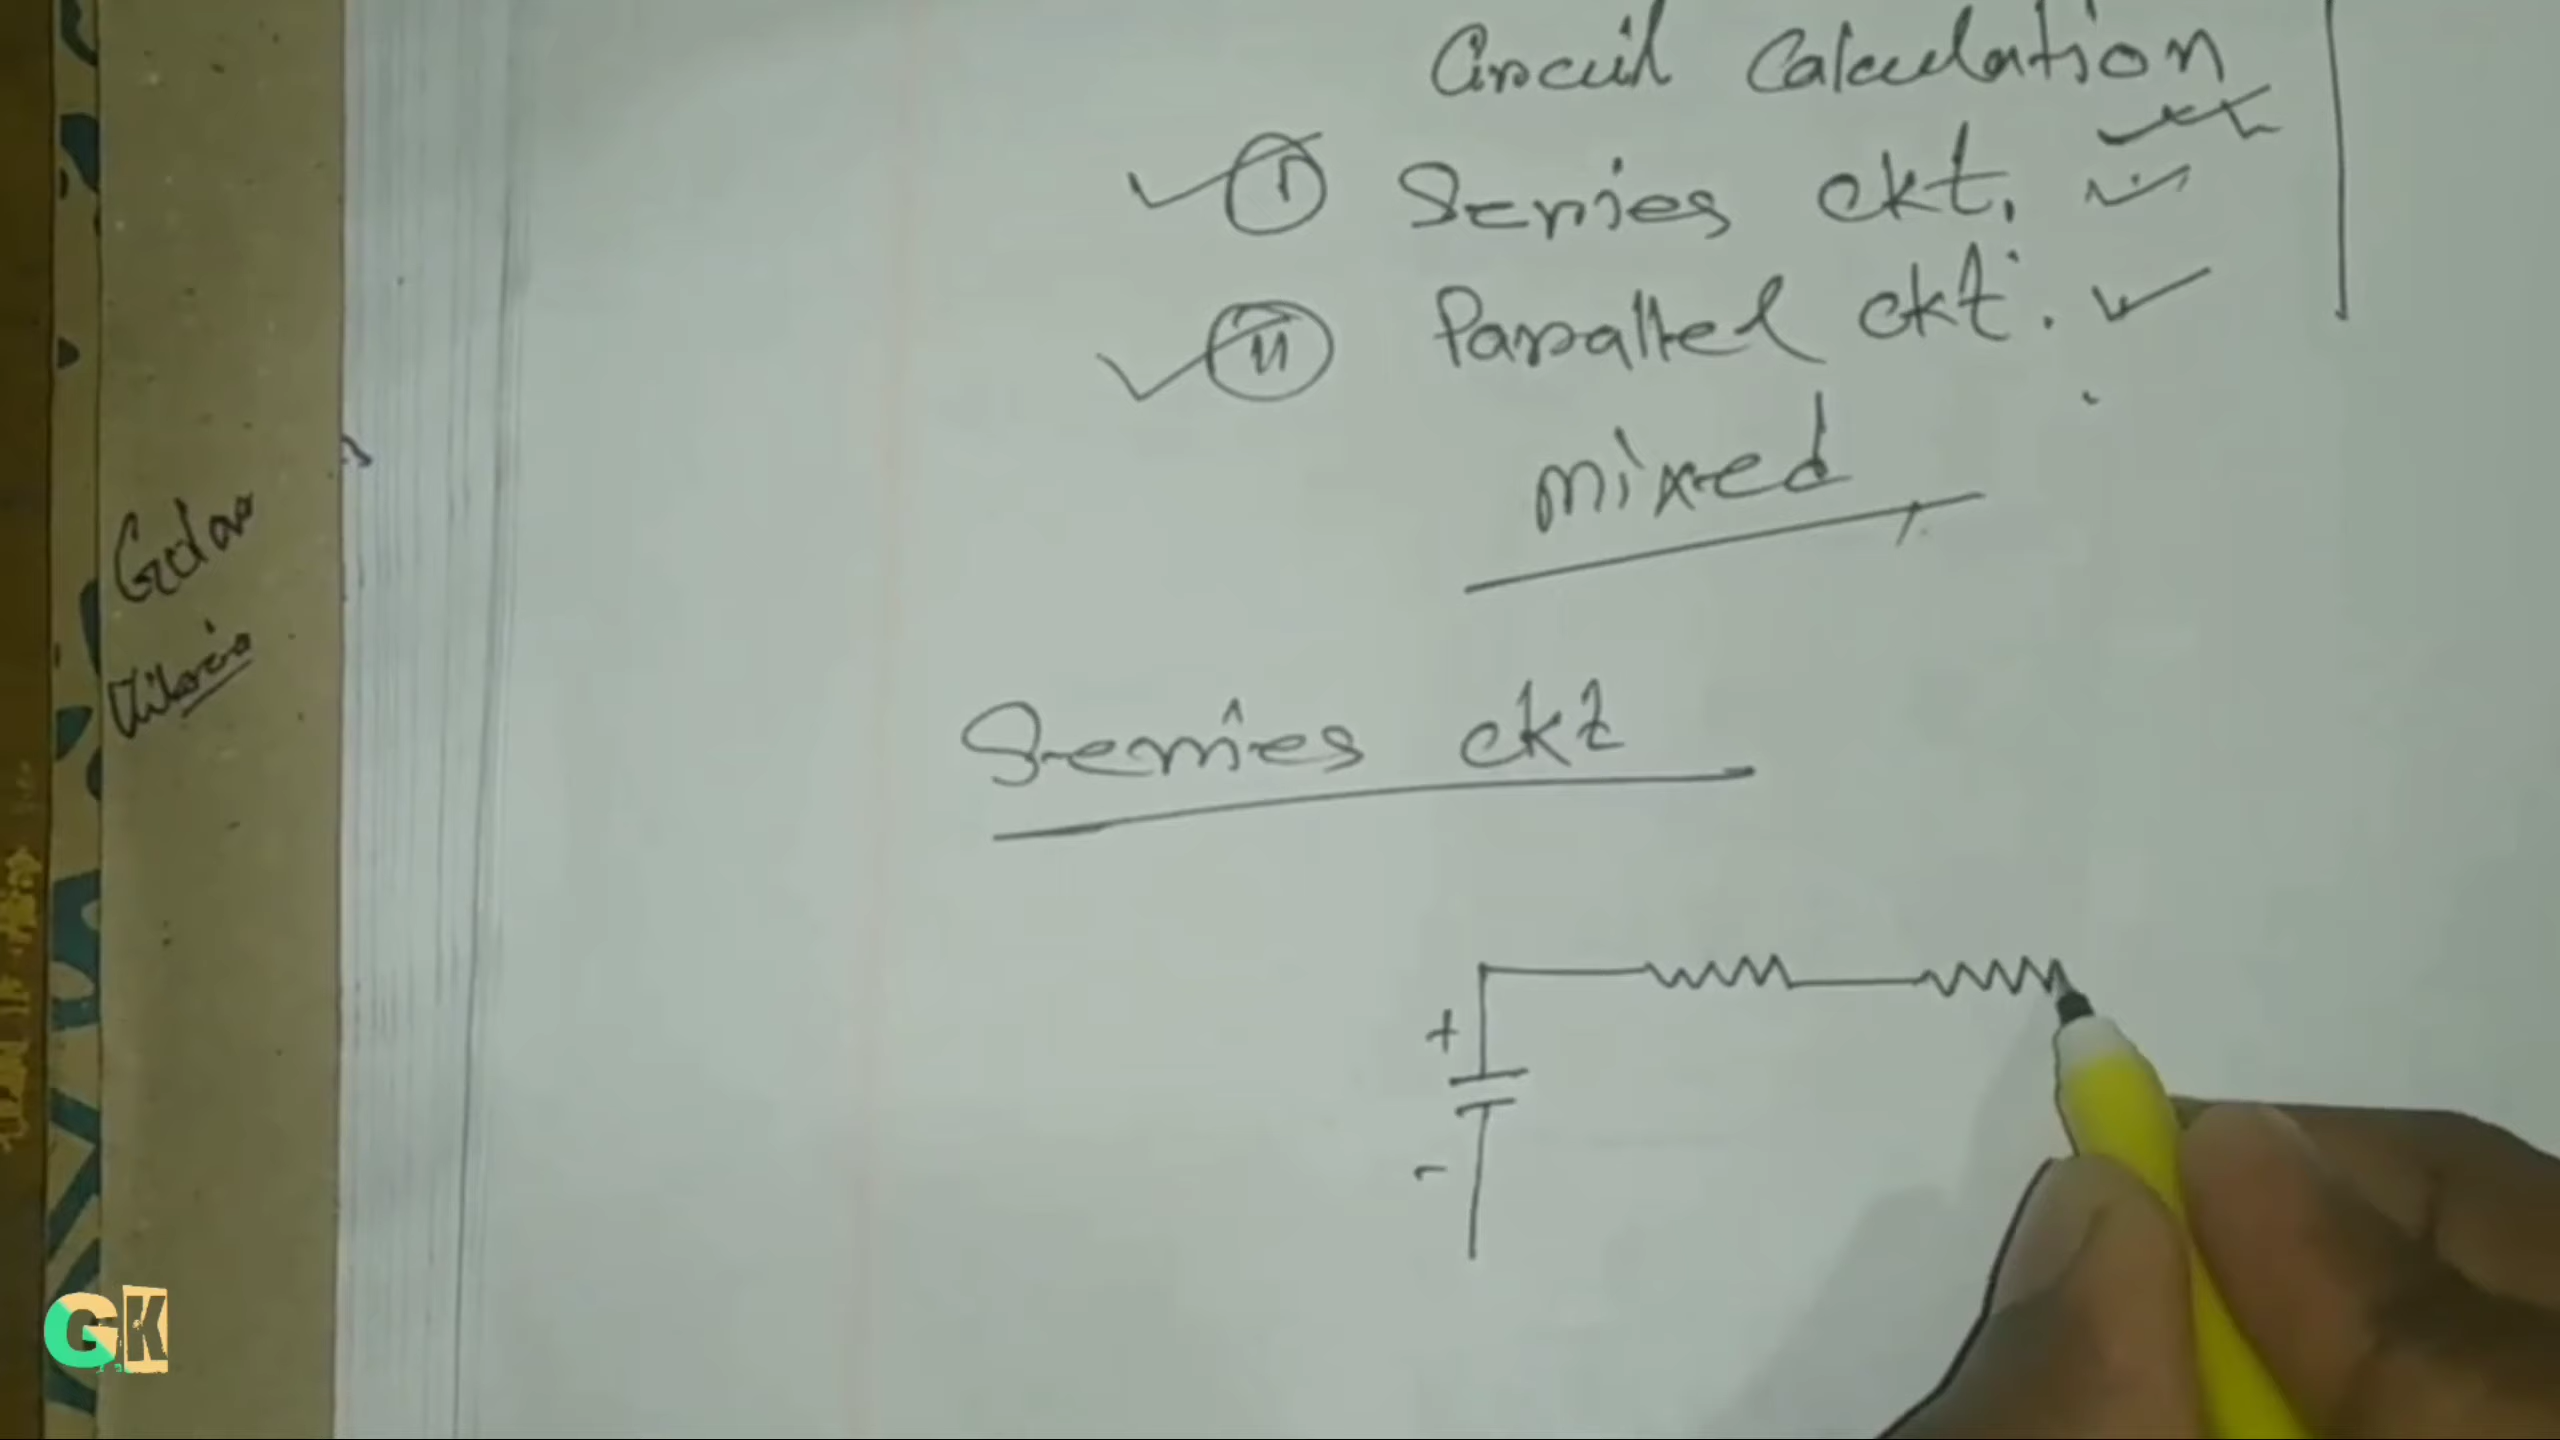 Circuit Calculation
I Series ckt.
II Parallel ckt.
mixed
Series ckt
+
-
GK